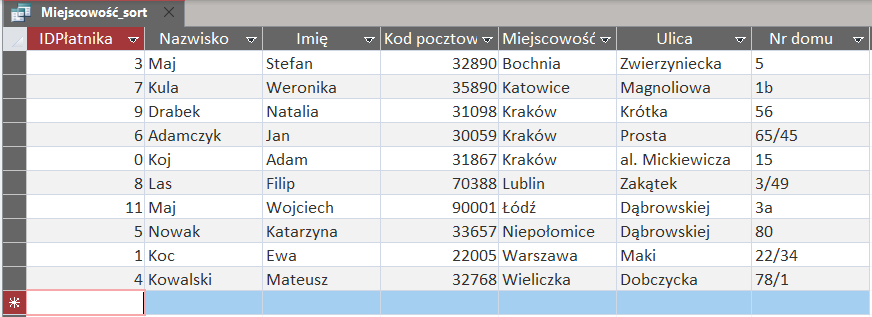 Miejscowość_sort
IDPłatnika Nazwisko Imię Kod pocztow Miejscowość Ulica Nr domu
3 Maj Stefan 32890 Bochnia Zwierzyniecka 5
7 Kula Weronika 35890 Katowice Magnoliowa 1b
9 Drabek Natalia 31098 Kraków Krótka 56
6 Adamczyk Jan 30059 Kraków Prosta 65/45
0 Koj Adam 31867 Kraków al. Mickiewicza 15
8 Las Filip 70388 Lublin Zakątek 3/49
11 Maj Wojciech 90001 Łódź Dąbrowskiej 3a
5 Nowak Katarzyna 33657 Niepołomice Dąbrowskiej 80
1 Koc Ewa 22005 Warszawa Maki 22/34
4 Kowalski Mateusz 32768 Wieliczka Dobczycka 78/1